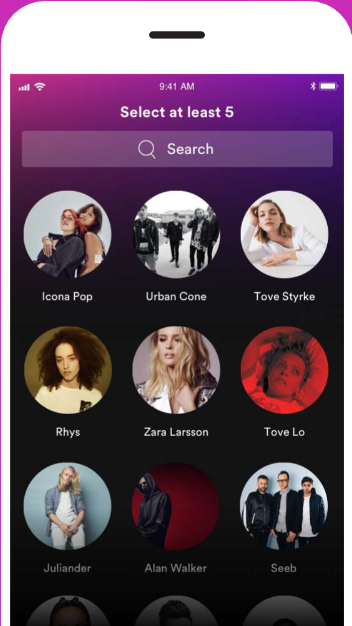 9:41 AM
Select at least 5
Search
Icona Pop
Urban Cone
Tove Styrke
Rhys
Zara Larsson
Tove Lo
Juliander
Alan Walker
Seeb